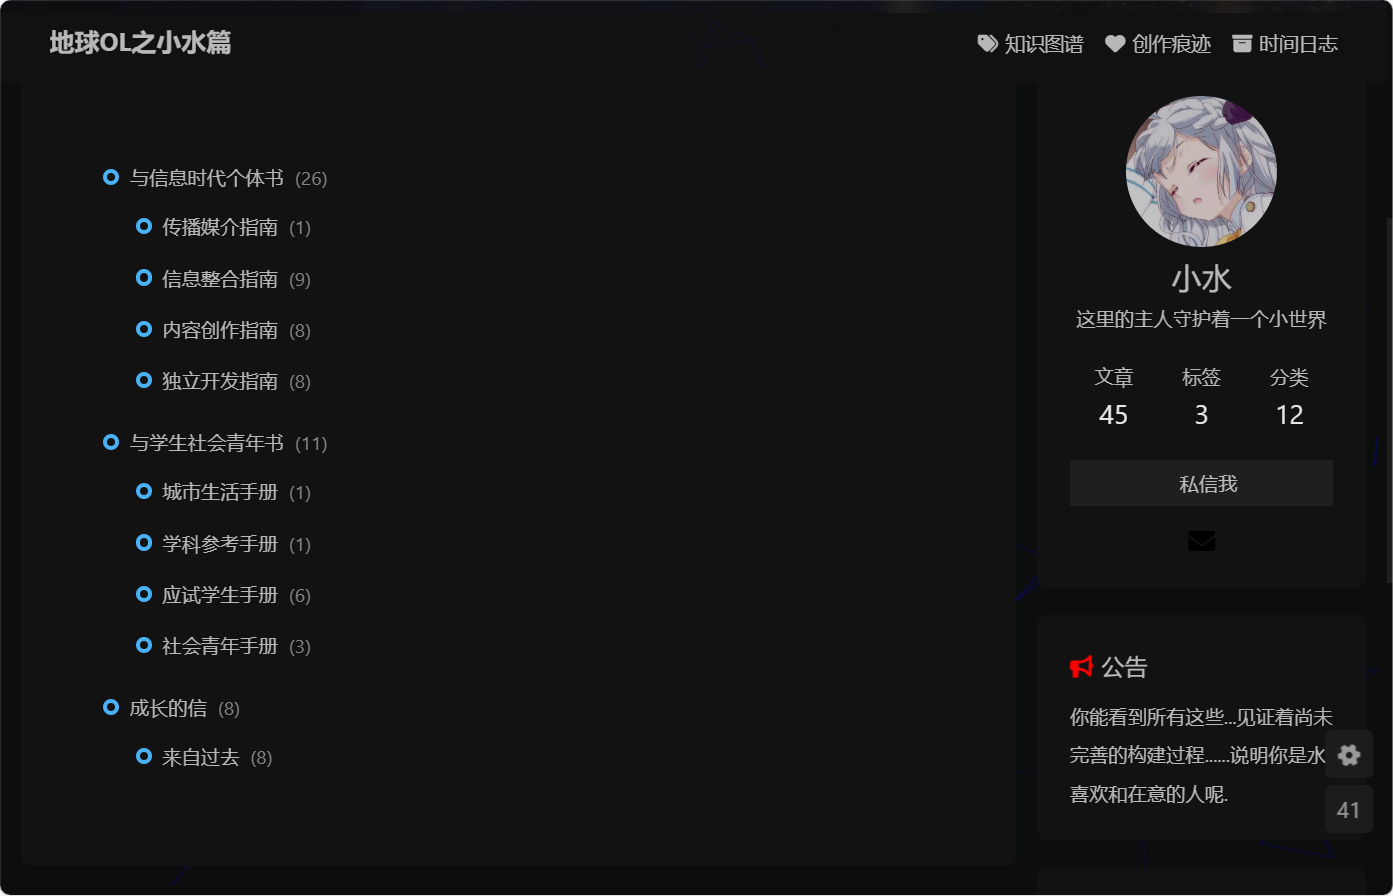 地球OL之小水篇
知识图谱 创作痕迹 时间日志
与信息时代个体书 (26)
传播媒介指南 (1)
信息整合指南 (9)
内容创作指南 (8)
独立开发指南 (8)
与学生社会青年书 (11)
城市生活手册 (1)
学科参考手册 (1)
应试学生手册 (6)
社会青年手册 (3)
成长的信 (8)
来自过去 (8)
小水
这里的主人守护着一个小世界
文章 标签 分类
45 3 12
私信我
公告
你能看到所有这些...见证着尚未
完善的构建过程......说明你是水
喜欢和在意的人呢.
41